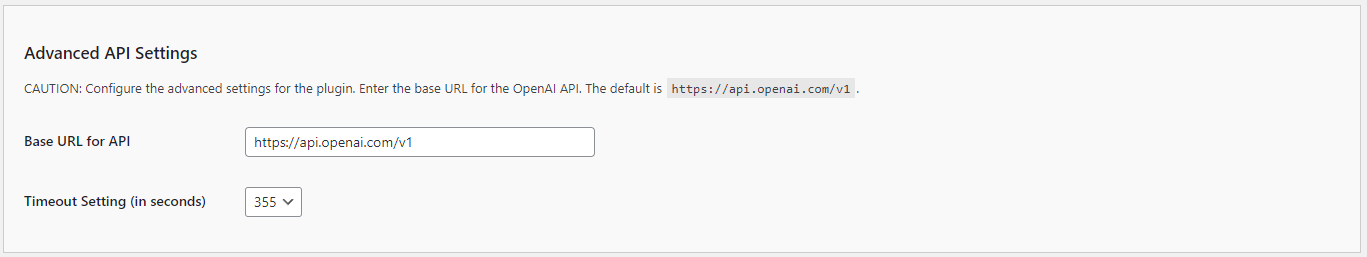 Advanced API Settings
CAUTION: Configure the advanced settings for the plugin. Enter the base URL for the OpenAI API. The default is https://api.openai.com/v1 .
Base URL for API https://api.openai.com/v1
Timeout Setting (in seconds) 355